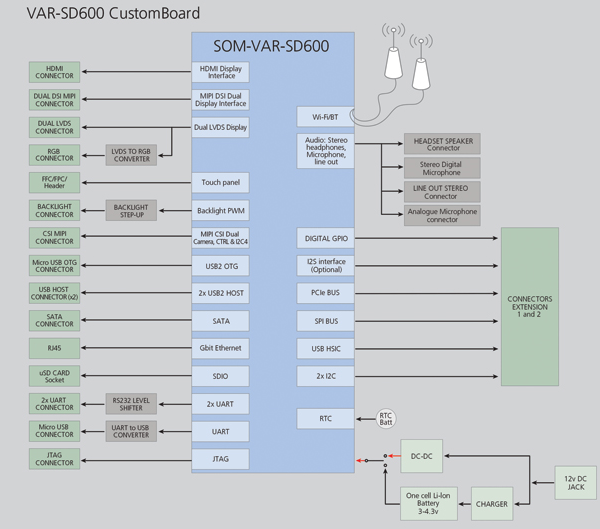 VAR-SD600 CustomBoard
SOM-VAR-SD600
HDMI
CONNECTOR
HDMI Display
Interface
DUAL DSI MIPI
CONNECTOR
MIPI DSI Dual
Display Interface
DUAL LVDS
CONNECTOR
Dual LVDS Display
RGB
CONNECTOR
LVDS TO RGB
CONVERTER
FFC/FPC/
Header
Touch panel
BACKLIGHT
CONNECTOR
BACKLIGHT
STEP-UP
Backlight PWM
CSI MIPI
CONNECTOR
MIPI CSI Dual
Camera, CTRL & I2C4
Micro USB OTG
CONNECTOR
USB2 OTG
USB HOST
CONNECTOR (x2)
2x USB2 HOST
SATA
CONNECTOR
SATA
RJ45
Gbit Ethernet
uSD CARD
Socket
SDIO
2x UART
CONNECTOR
RS232 LEVEL
SHIFTER
2x UART
Micro USB
CONNECTOR
UART to USB
CONVERTER
UART
JTAG
CONNECTOR
JTAG
Wi-Fi/BT
Audio: Stereo
headphones,
Microphone,
line out
HEADSET SPEAKER
Connector
Stereo Digital
Microphone
LINE OUT STEREO
Connector
Analogue Microphone
connector
DIGITAL GPIO
I2S interface
(Optional)
PCIe BUS
SPI BUS
USB HSIC
2x I2C
CONNECTORS
EXTENSION
1 and 2
RTC
RTC
Batt
DC-DC
One cell Li-Ion
Battery
3-4.3v
CHARGER
12v DC
JACK